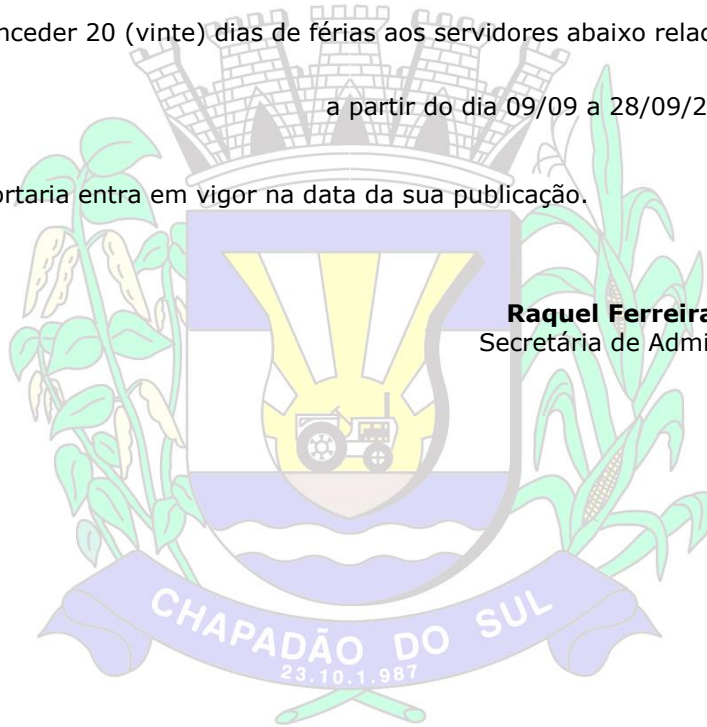 nceder 20 (vinte) dias de férias aos servidores abaixo relac
a partir do dia 09/09 a 28/09/2
ortaria entra em vigor na data da sua publicação.
Raquel Ferreira
Secretária de Admi
CHAPADÃO DO SUL
23.10.1.987